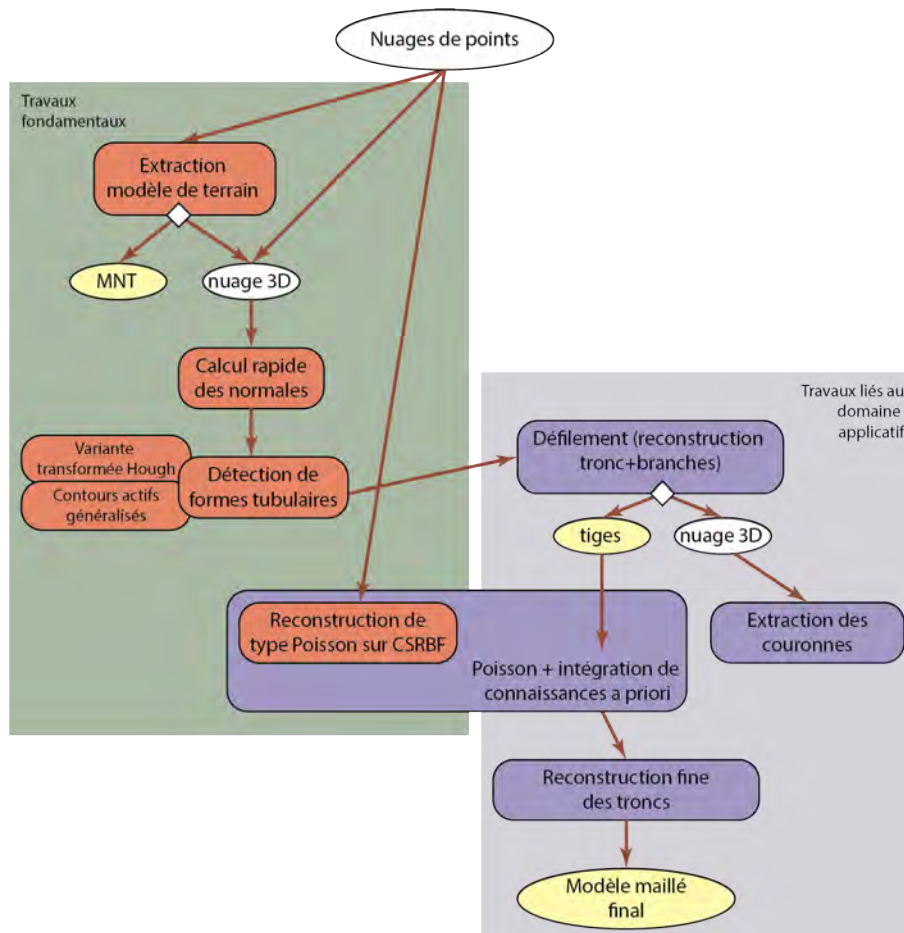 Nuages de points
Travaux
fondamentaux
Extraction
modèle de terrain
MNT
nuage 3D
Calcul rapide
des normales
Variante
transformée Hough
Contours actifs
généralisés
Détection de
formes tubulaires
Travaux liés au
domaine
applicatif
Défilement (reconstruction
tronc+branches)
tiges
nuage 3D
Extraction des
couronnes
Reconstruction de
type Poisson sur CSRBF
Poisson + intégration de
connaissances a priori
Reconstruction fine
des troncs
Modèle maillé
final